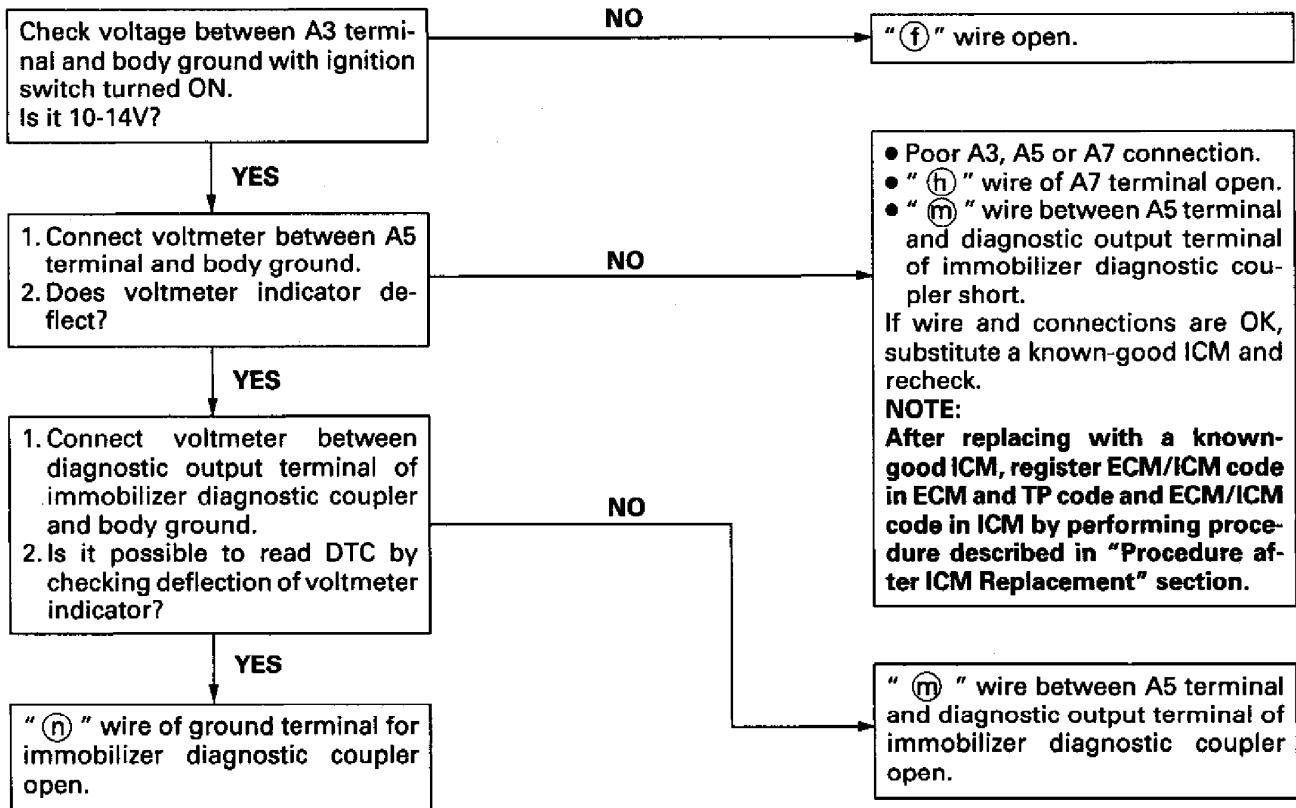 Check voltage between A3 termi-
nal and body ground with ignition
switch turned ON.
Is it 10-14V?
NO
"ⓕ" wire open.
YES
1. Connect voltmeter between A5
terminal and body ground.
2. Does voltmeter indicator de-
flect?
NO
● Poor A3, A5 or A7 connection.
● "ⓗ" wire of A7 terminal open.
● "ⓜ" wire between A5 terminal
and diagnostic output terminal
of immobilizer diagnostic cou-
pler short.
If wire and connections are OK,
substitute a known-good ICM and
recheck.
NOTE:
After replacing with a known-
good ICM, register ECM/ICM code
in ECM and TP code and ECM/ICM
code in ICM by performing proce-
dure described in "Procedure af-
ter ICM Replacement" section.
YES
1. Connect voltmeter between
diagnostic output terminal of
immobilizer diagnostic coupler
and body ground.
2. Is it possible to read DTC by
checking deflection of voltmeter
indicator?
NO
"ⓜ" wire between A5 terminal
and diagnostic output terminal of
immobilizer diagnostic coupler
open.
YES
"ⓝ" wire of ground terminal for
immobilizer diagnostic coupler
open.